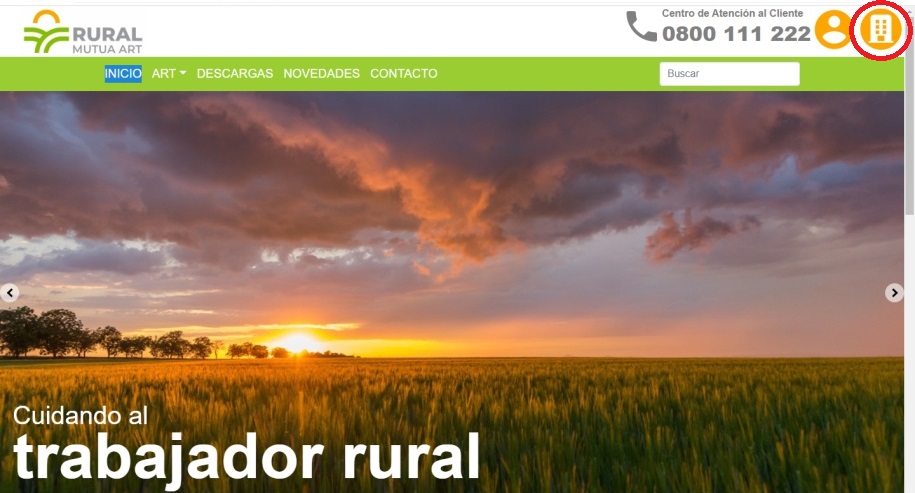 RURAL
MUTUA ART
Centro de Atención al Cliente
0800 111 222
INICIO ART DESCARGAS NOVEDADES CONTACTO
Buscar
Cuidando al
trabajador rural